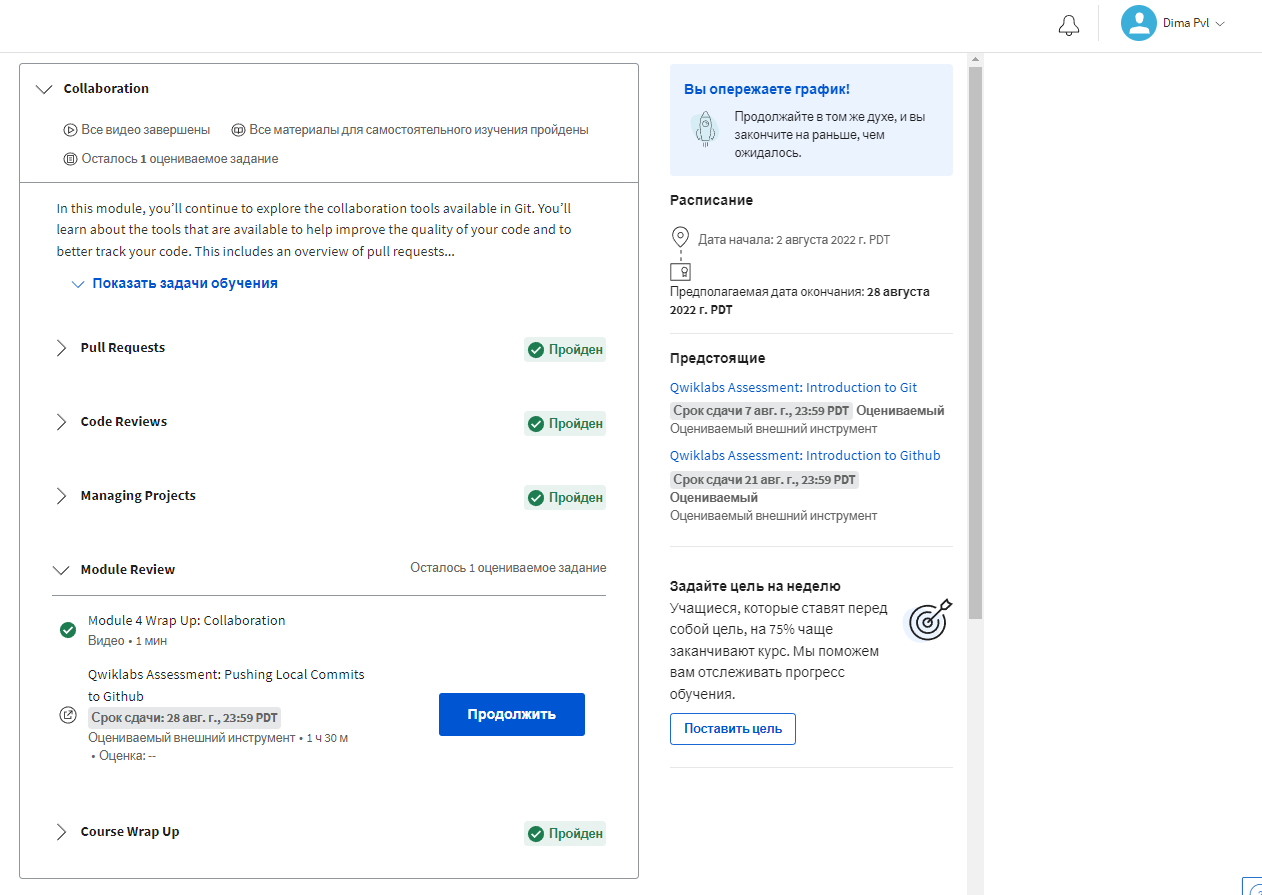 Dima Pvl
Collaboration
Все видео завершены
Все материалы для самостоятельного изучения пройдены
Осталось 1 оцениваемое задание
In this module, you’ll continue to explore the collaboration tools available in Git. You’ll
learn about the tools that are available to help improve the quality of your code and to
better track your code. This includes an overview of pull requests...
Показать задачи обучения
Pull Requests
Пройден
Code Reviews
Пройден
Managing Projects
Пройден
Module Review
Осталось 1 оцениваемое задание
Module 4 Wrap Up: Collaboration
Видео • 1 мин
Qwiklabs Assessment: Pushing Local Commits
to Github
Срок сдачи: 28 авг. г., 23:59 PDT
Оцениваемый внешний инструмент • 1 ч 30 м
• Оценка: --
Продолжить
Course Wrap Up
Пройден
Вы опережаете график!
Продолжайте в том же духе, и вы
закончите на раньше, чем
ожидалось.
Расписание
Дата начала: 2 августа 2022 г. PDT
Предполагаемая дата окончания: 28 августа
2022 г. PDT
Предстоящие
Qwiklabs Assessment: Introduction to Git
Срок сдачи 7 авг. г., 23:59 PDT Оцениваемый
Оцениваемый внешний инструмент
Qwiklabs Assessment: Introduction to Github
Срок сдачи 21 авг. г., 23:59 PDT
Оцениваемый
Оцениваемый внешний инструмент
Задайте цель на неделю
Учащиеся, которые ставят перед
собой цель, на 75% чаще
заканчивают курс. Мы поможем
вам отслеживать прогресс
обучения.
Поставить цель